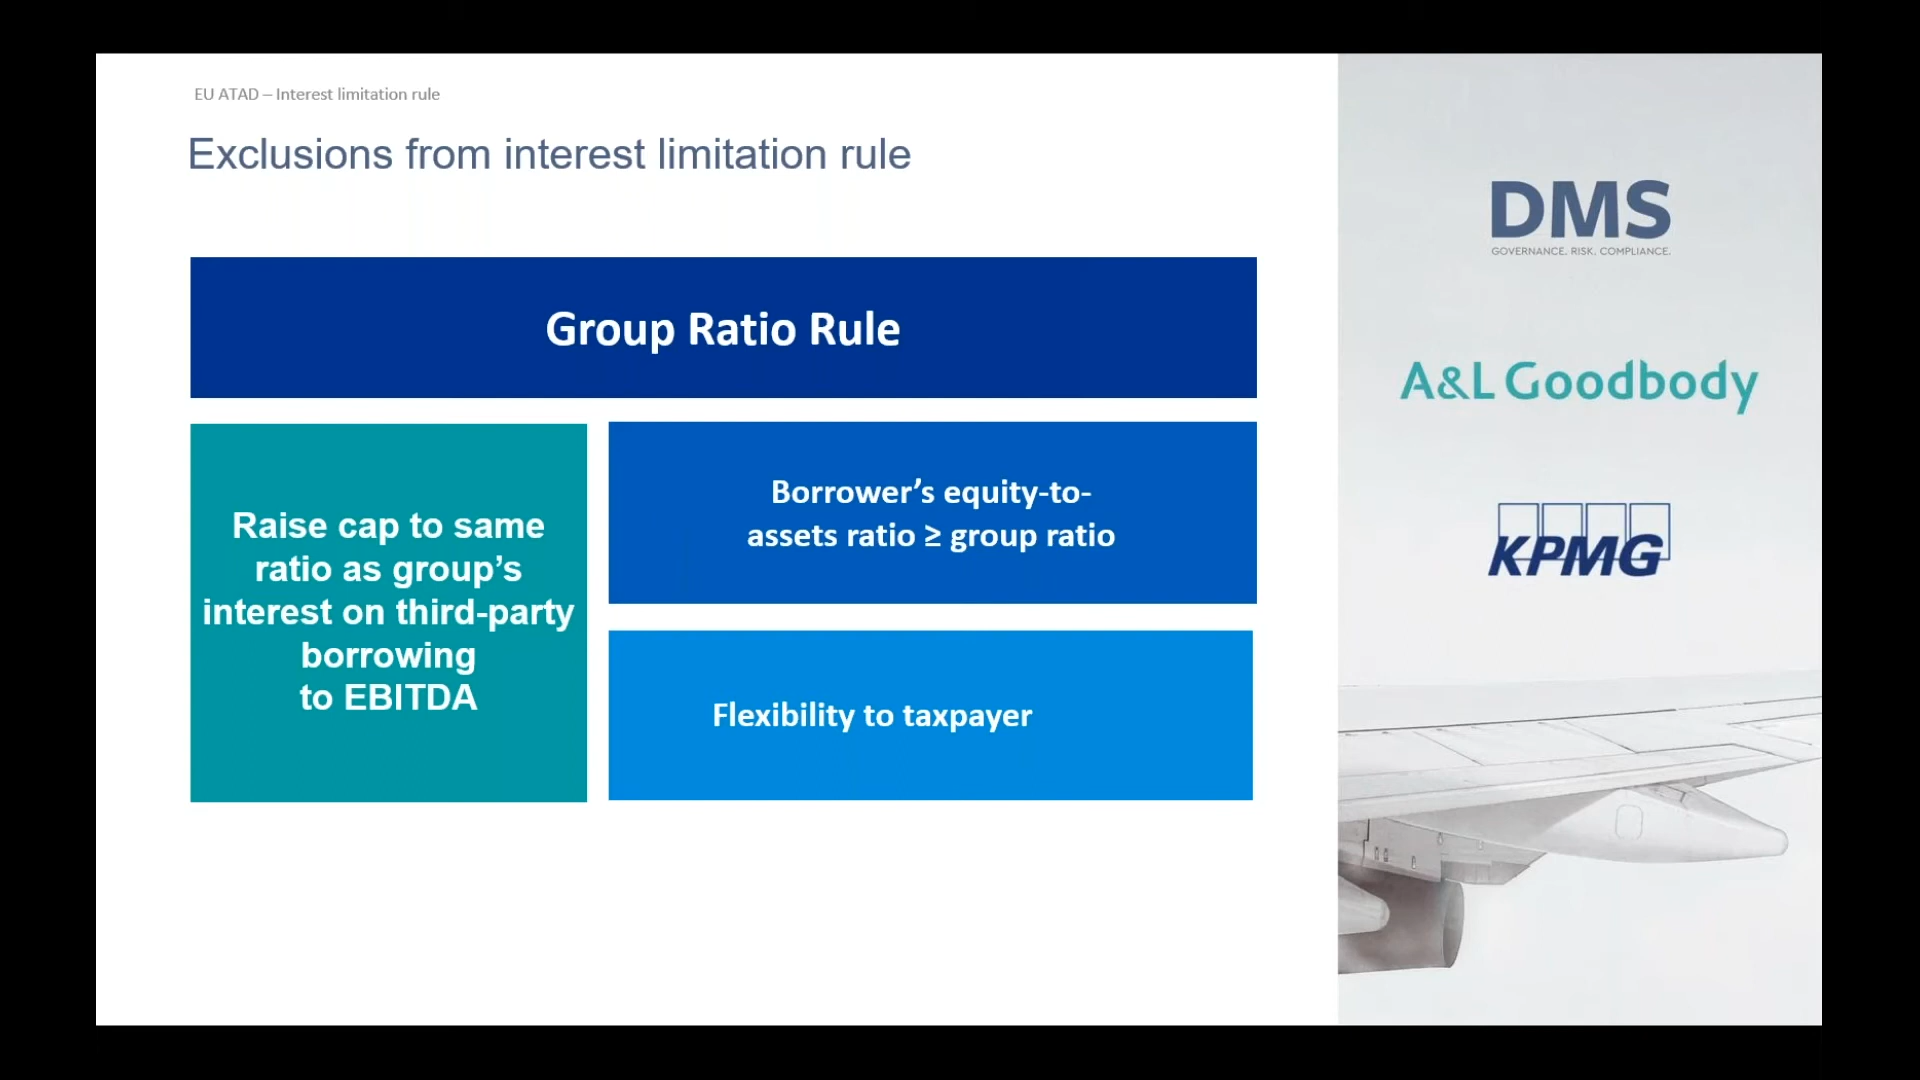 EU ATAD – Interest limitation rule
Exclusions from interest limitation rule
Group Ratio Rule
Raise cap to same
ratio as group’s
interest on third-party
borrowing
to EBITDA
Borrower’s equity-to-
assets ratio ≥ group ratio
Flexibility to taxpayer
DMS
GOVERNANCE. RISK. COMPLIANCE.
A&L Goodbody
KPMG